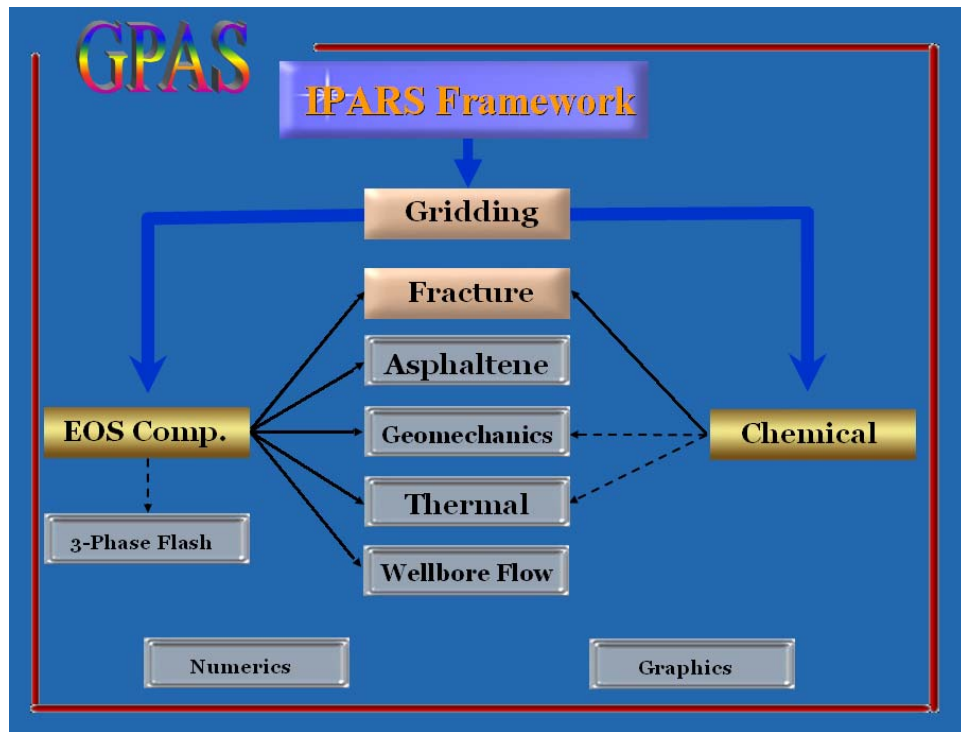 GPAS
IPARS Framework
Gridding
Fracture
Asphaltene
EOS Comp.
Geomechanics
Chemical
Thermal
3-Phase Flash
Wellbore Flow
Numerics
Graphics